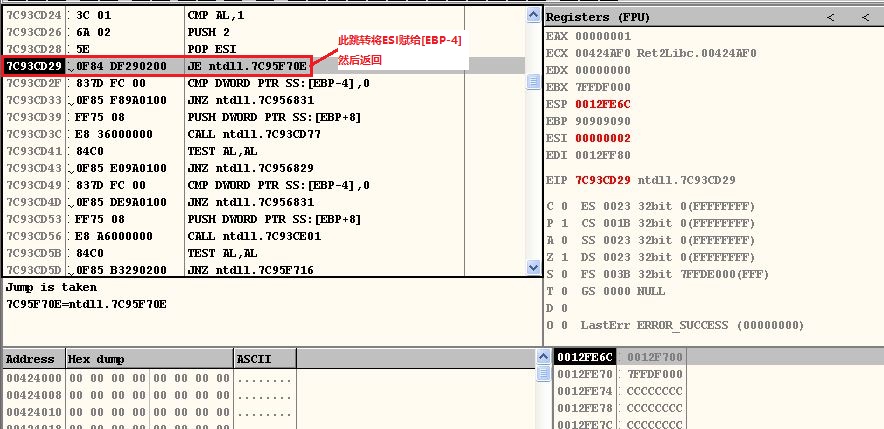 7C93CD24 . 3C 01 CMP AL,1
7C93CD26 . 6A 02 PUSH 2
7C93CD28 . 5E POP ESI
7C93CD29 .↓0F84 DF290200 JE ntdll.7C95F70E
7C93CD2F . 837D FC 00 CMP DWORD PTR SS:[EBP-4],0
7C93CD33 .↓0F85 F89A0100 JNZ ntdll.7C956831
7C93CD39 . FF75 08 PUSH DWORD PTR SS:[EBP+8]
7C93CD3C . E8 36000000 CALL ntdll.7C93CD77
7C93CD41 . 84C0 TEST AL,AL
7C93CD43 .↓0F85 E09A0100 JNZ ntdll.7C956829
7C93CD49 . 837D FC 00 CMP DWORD PTR SS:[EBP-4],0
7C93CD4D .↓0F85 DE9A0100 JNZ ntdll.7C956831
7C93CD53 . FF75 08 PUSH DWORD PTR SS:[EBP+8]
7C93CD56 . E8 A6000000 CALL ntdll.7C93CE01
7C93CD5B . 84C0 TEST AL,AL
7C93CD5D .↓0F85 B3290200 JNZ ntdll.7C95F716
此跳转将ESI赋给[EBP-4]
然后返回
Jump is taken
7C95F70E=ntdll.7C95F70E
Registers (FPU) < <
EAX 00000001
ECX 00424AF0 Ret2Libc.00424AF0
EDX 00000000
EBX 7FFDF000
ESP 0012FE6C
EBP 90909090
ESI 00000002
EDI 0012FF80
EIP 7C93CD29 ntdll.7C93CD29
C 0 ES 0023 32bit 0(FFFFFFFF)
P 1 CS 001B 32bit 0(FFFFFFFF)
A 0 SS 0023 32bit 0(FFFFFFFF)
Z 1 DS 0023 32bit 0(FFFFFFFF)
S 0 FS 003B 32bit 7FFDE000(FFF)
T 0 GS 0000 NULL
D 0
O 0 LastErr ERROR_SUCCESS (00000000)
Address Hex dump ASCII
00424000 00 00 00 00 00 00 00 00 ........
00424008 00 00 00 00 00 00 00 00 ........
00424010 00 00 00 00 00 00 00 00 ........
00424018 00 00 00 00 00 00 00 00 ........
0012FE6C 0012F700
0012FE70 7FFDF000
0012FE74 CCCCCCCC
0012FE78 CCCCCCCC
0012FE7C CCCCCCCC